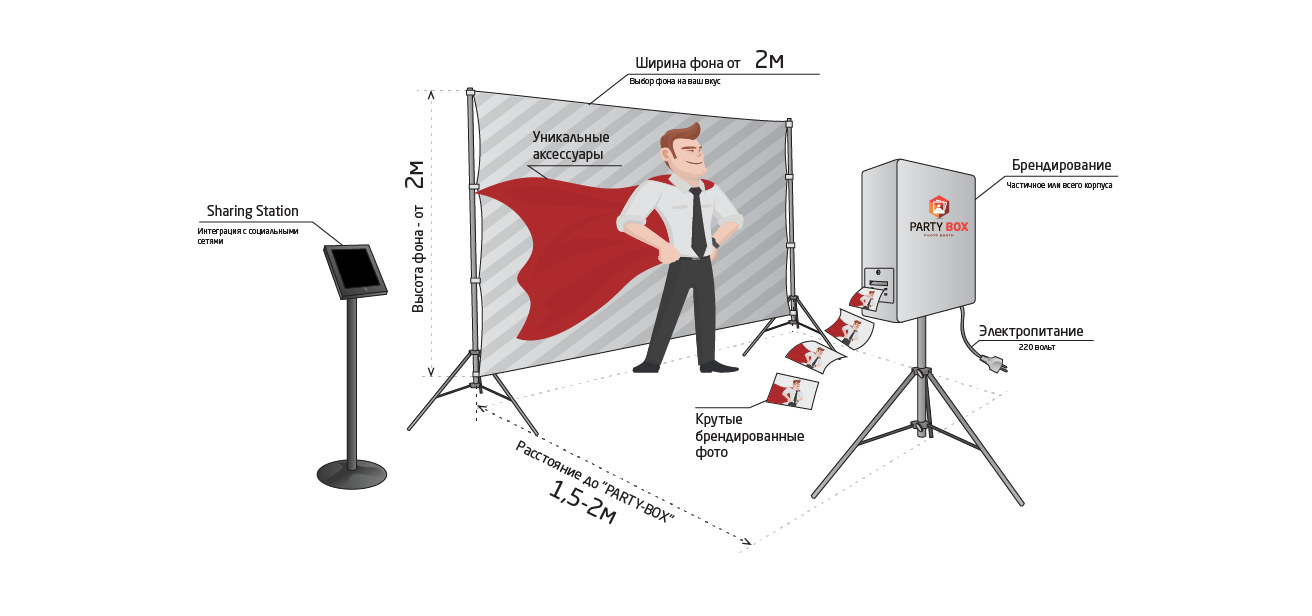 Ширина фона от 2м
Выбор фона на ваш вкус
Уникальные
аксессуары
Высота фона - от 2м
Брендирование
Частичное или всего корпуса
Sharing Station
Интеграция с социальными
сетями
PARTY BOX
PHOTO BOOTH
Электропитание
220 вольт
Крутые
брендированные
фото
Расстояние до "PARTY-BOX"
1,5-2м